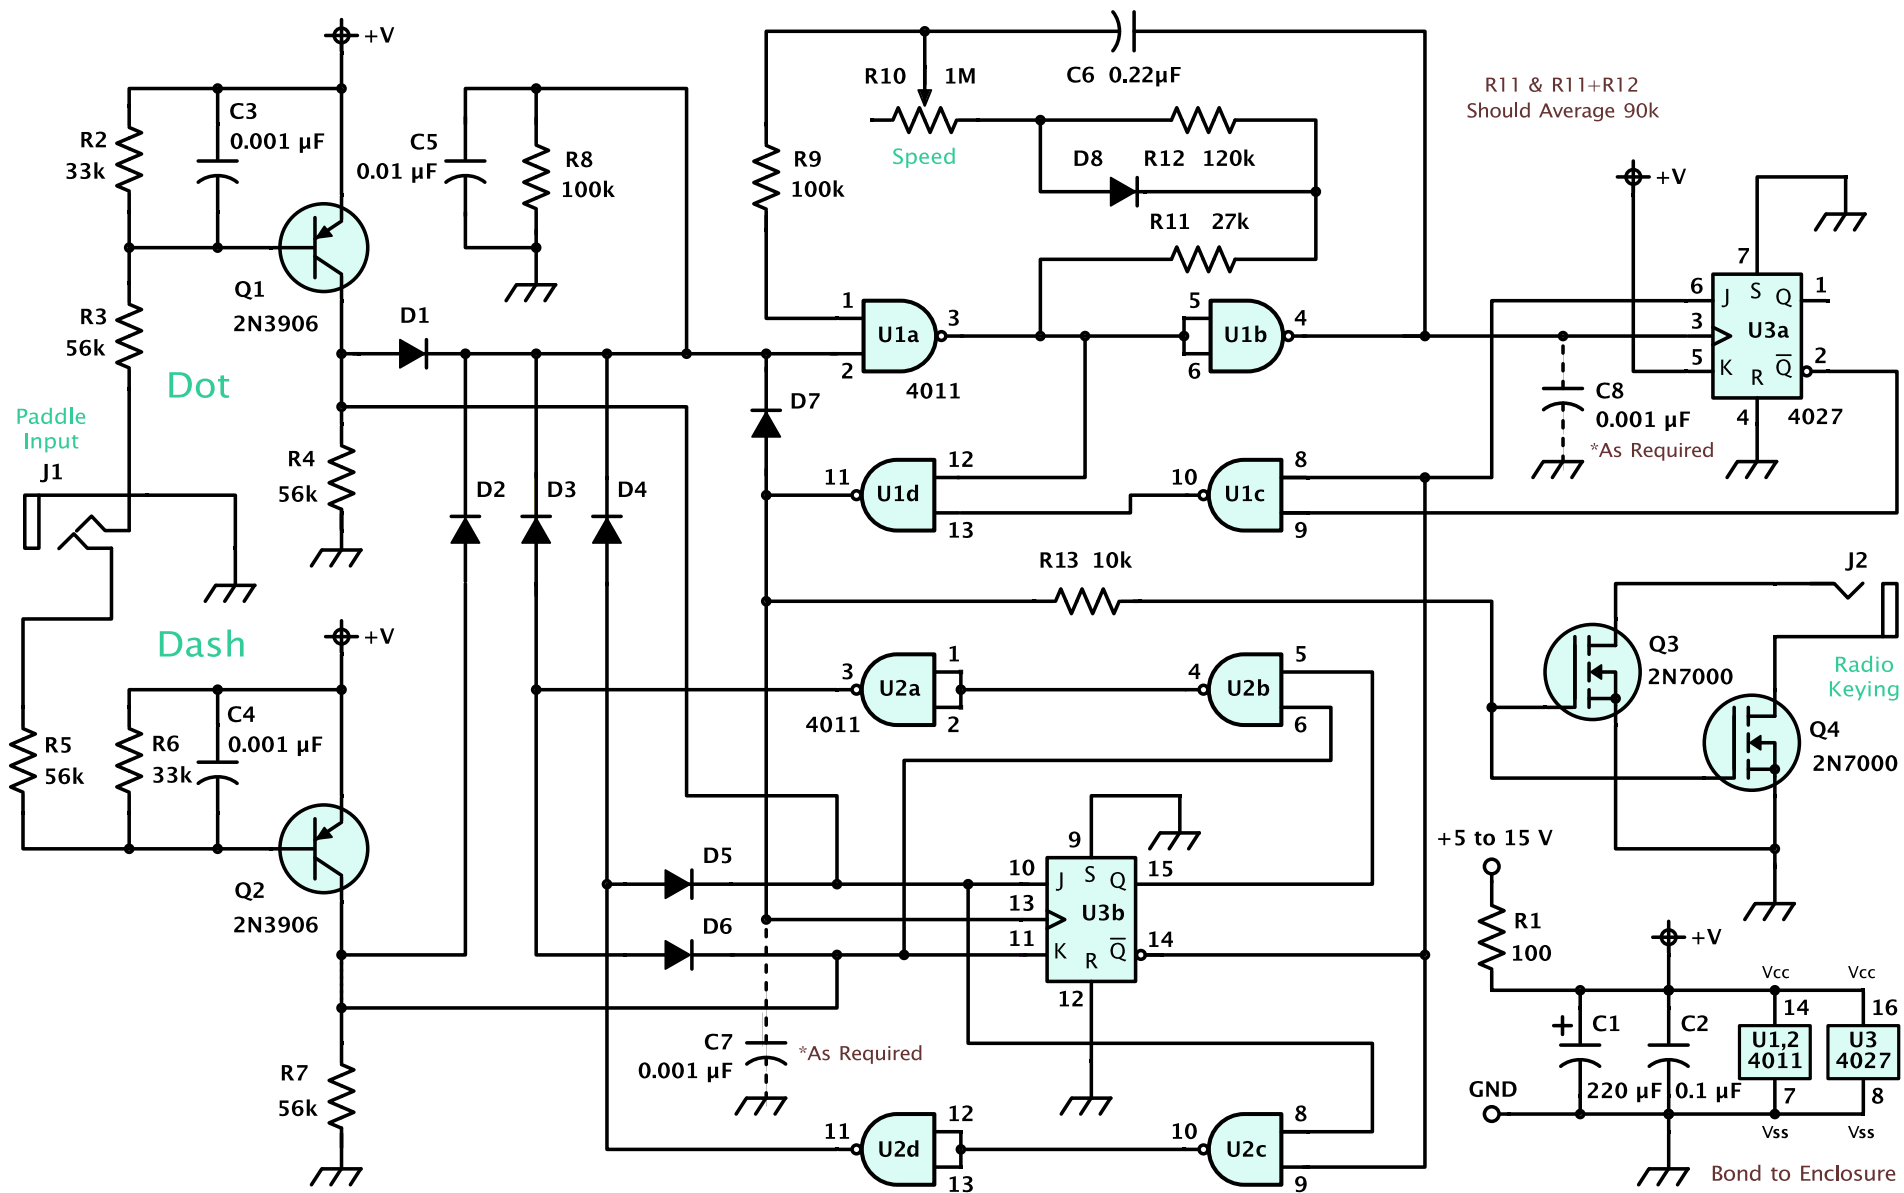 +V
C3
0.001 µF
R2
33k
Q1
2N3906
R3
56k
Dot
Paddle
Input
J1
R4
56k
D1
C5
0.01 µF
R8
100k
D2
D3
D4
R9
100k
R10
1M
Speed
C6 0.22µF
D8
R12 120k
R11 27k
R11 & R11+R12
Should Average 90k
1
2
U1a
3
4011
5
6
U1b
4
D7
11
U1d
12
13
10
U1c
8
9
+V
7
6
3
5
J
K
S
R
Q
Q
U3a
1
2
4
4027
C8
0.001 µF
*As Required
R13 10k
J2
Q3
2N7000
Q4
2N7000
Radio
Keying
Dash
+V
C4
0.001 µF
R5
56k
R6
33k
Q2
2N3906
R7
56k
3
U2a
4011
1
2
4
U2b
5
6
D5
D6
9
10
13
11
J
K
S
R
Q
Q
U3b
15
14
12
C7
0.001 µF
*As Required
11
U2d
12
13
10
U2c
8
9
+5 to 15 V
R1
100
+V
+
C1
220 µF
C2
0.1 µF
Vcc
14
U1,2
4011
7
Vss
Vcc
16
U3
4027
8
Vss
GND
Bond to Enclosure